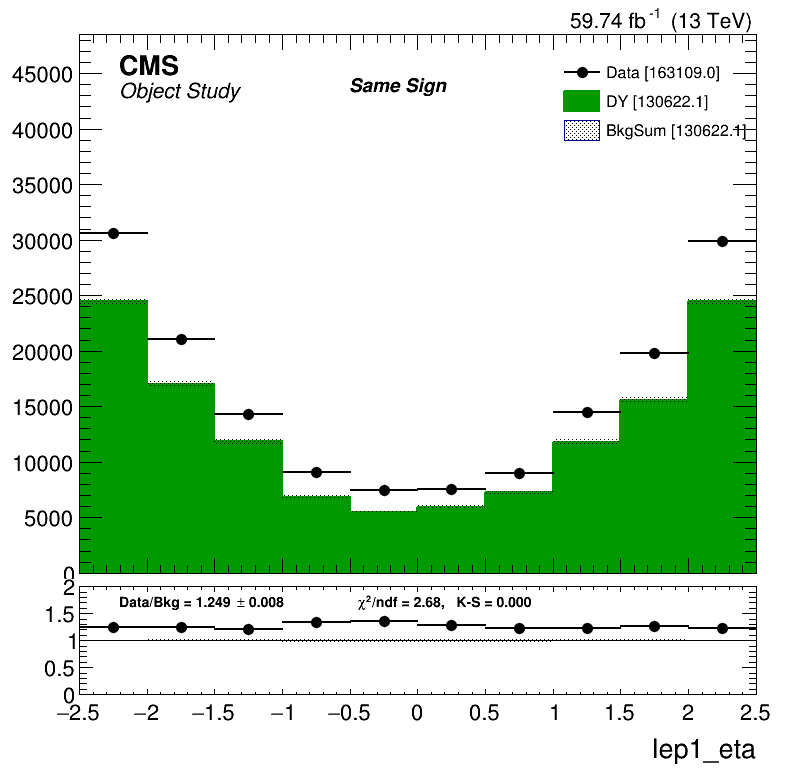 59.74 fb⁻¹ (13 TeV)
CMS
Object Study
Same Sign
Data [163109.0]
DY [130622.1]
BkgSum [130622.1]
45000
40000
35000
30000
25000
20000
15000
10000
5000
0
Data/Bkg = 1.249 ± 0.008
χ²/ndf = 2.68, K-S = 0.000
2
1.5
1
0.5
0
−2.5 −2 −1.5 −1 −0.5 0 0.5 1 1.5 2 2.5
lep1_eta